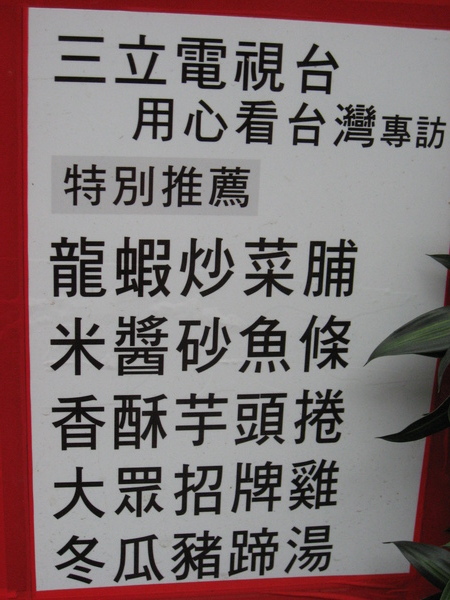 三立電視台
用心看台灣專訪
特別推薦
龍蝦炒菜脯
米醬砂魚條
香酥芋頭捲
大眾招牌雞
冬瓜豬蹄湯